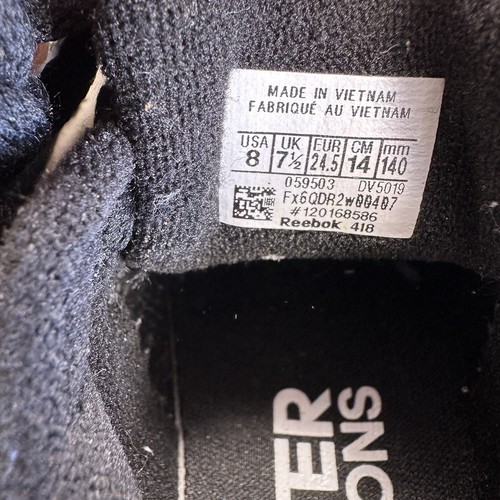 MADE IN VIETNAM
FABRIQUÉ AU VIETNAM
USA UK EUR CM mm
8 7½ 24.5 14 140
059503 DV5019
#120168586
Reebok 418
TER
ONS